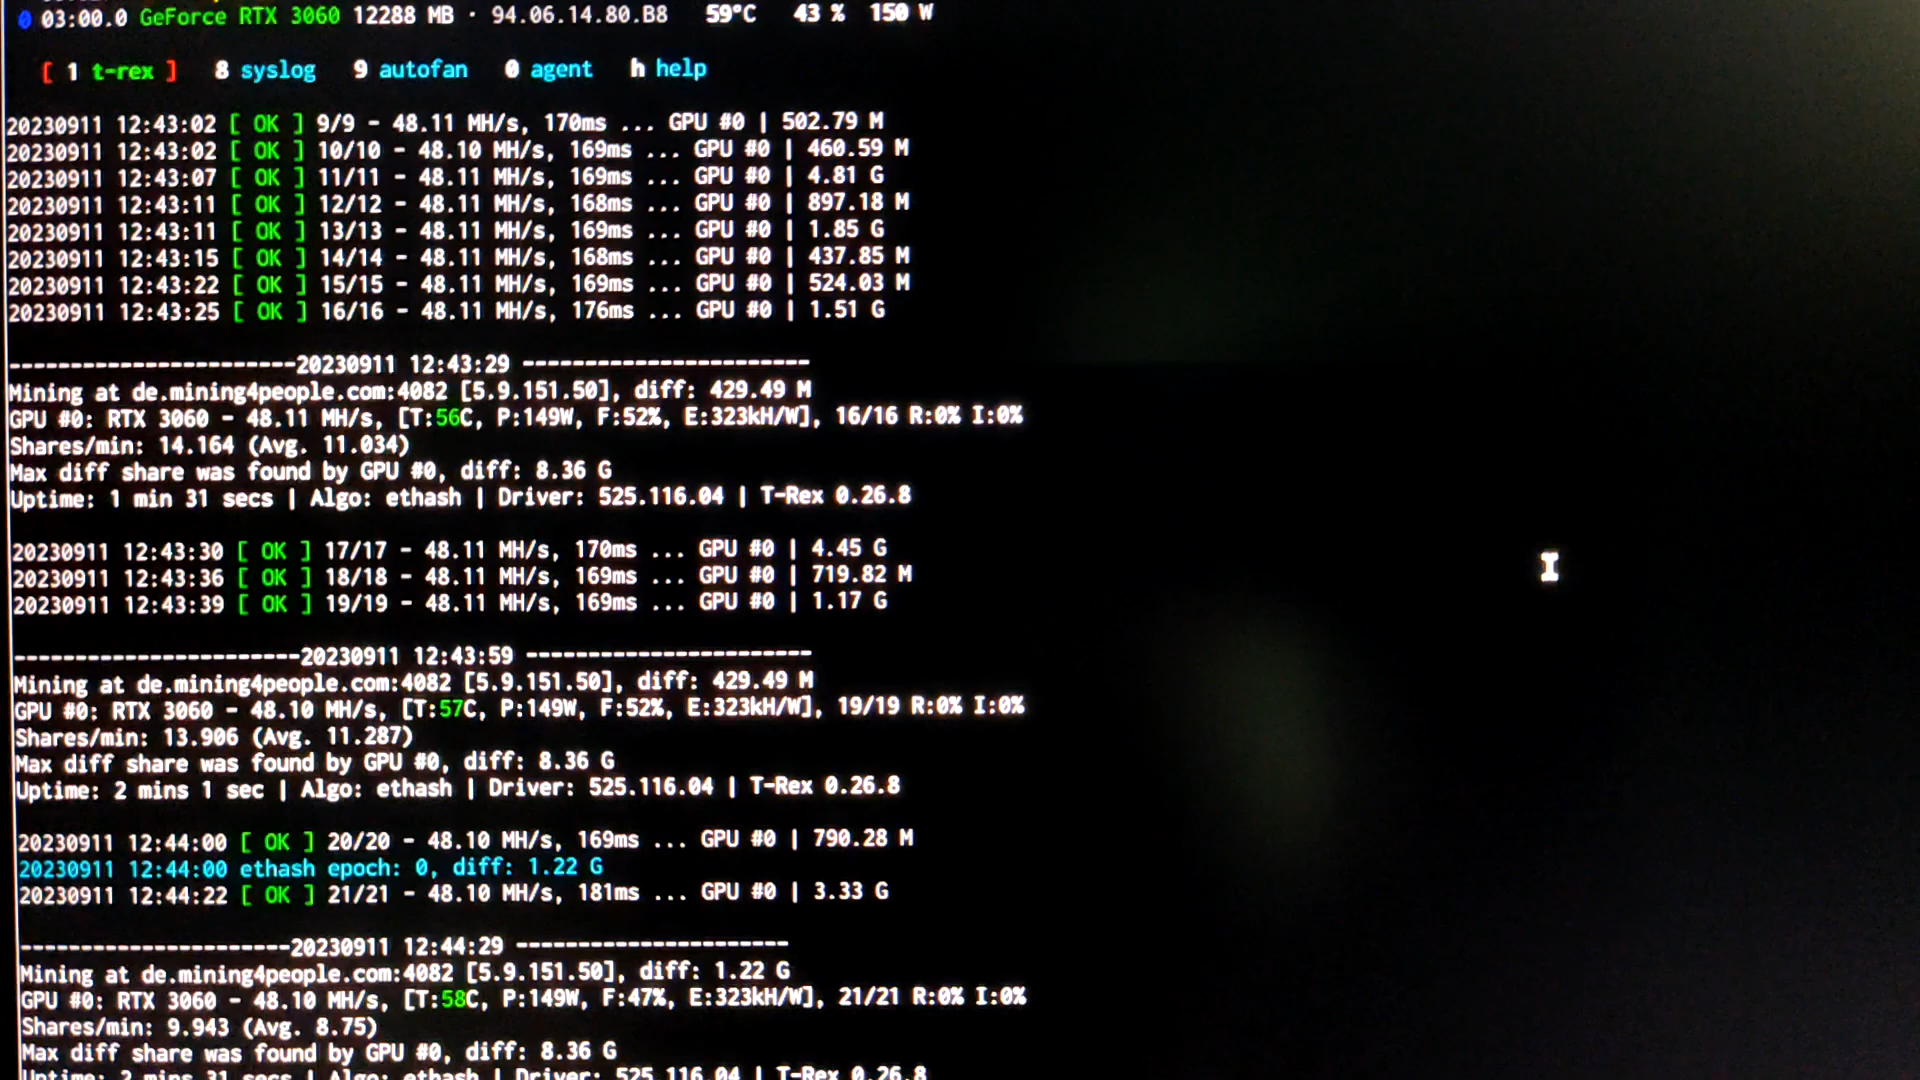 0 03:00.0 GeForce RTX 3060 12288 MB · 94.06.14.80.B8 59°C 43 % 150 W
[ 1 t-rex ] 8 syslog 9 autofan 0 agent h help
20230911 12:43:02 [ OK ] 9/9 - 48.11 MH/s, 170ms ... GPU #0 | 502.79 M
20230911 12:43:02 [ OK ] 10/10 - 48.10 MH/s, 169ms ... GPU #0 | 460.59 M
20230911 12:43:07 [ OK ] 11/11 - 48.11 MH/s, 169ms ... GPU #0 | 4.81 G
20230911 12:43:11 [ OK ] 12/12 - 48.11 MH/s, 168ms ... GPU #0 | 897.18 M
20230911 12:43:11 [ OK ] 13/13 - 48.11 MH/s, 169ms ... GPU #0 | 1.85 G
20230911 12:43:15 [ OK ] 14/14 - 48.11 MH/s, 168ms ... GPU #0 | 437.85 M
20230911 12:43:22 [ OK ] 15/15 - 48.11 MH/s, 169ms ... GPU #0 | 524.03 M
20230911 12:43:25 [ OK ] 16/16 - 48.11 MH/s, 176ms ... GPU #0 | 1.51 G
-----------------------20230911 12:43:29 -----------------------
Mining at de.mining4people.com:4082 [5.9.151.50], diff: 429.49 M
GPU #0: RTX 3060 - 48.11 MH/s, [T:56C, P:149W, F:52%, E:323kH/W], 16/16 R:0% I:0%
Shares/min: 14.164 (Avg. 11.034)
Max diff share was found by GPU #0, diff: 8.36 G
Uptime: 1 min 31 secs | Algo: ethash | Driver: 525.116.04 | T-Rex 0.26.8
20230911 12:43:30 [ OK ] 17/17 - 48.11 MH/s, 170ms ... GPU #0 | 4.45 G
20230911 12:43:36 [ OK ] 18/18 - 48.11 MH/s, 169ms ... GPU #0 | 719.82 M
20230911 12:43:39 [ OK ] 19/19 - 48.11 MH/s, 169ms ... GPU #0 | 1.17 G
-----------------------20230911 12:43:59 -----------------------
Mining at de.mining4people.com:4082 [5.9.151.50], diff: 429.49 M
GPU #0: RTX 3060 - 48.10 MH/s, [T:57C, P:149W, F:52%, E:323kH/W], 19/19 R:0% I:0%
Shares/min: 13.906 (Avg. 11.287)
Max diff share was found by GPU #0, diff: 8.36 G
Uptime: 2 mins 1 sec | Algo: ethash | Driver: 525.116.04 | T-Rex 0.26.8
20230911 12:44:00 [ OK ] 20/20 - 48.10 MH/s, 169ms ... GPU #0 | 790.28 M
20230911 12:44:00 ethash epoch: 0, diff: 1.22 G
20230911 12:44:22 [ OK ] 21/21 - 48.10 MH/s, 181ms ... GPU #0 | 3.33 G
----------------------20230911 12:44:29 ----------------------
Mining at de.mining4people.com:4082 [5.9.151.50], diff: 1.22 G
GPU #0: RTX 3060 - 48.10 MH/s, [T:58C, P:149W, F:47%, E:323kH/W], 21/21 R:0% I:0%
Shares/min: 9.943 (Avg. 8.75)
Max diff share was found by GPU #0, diff: 8.36 G
Uptime: 2 mins 31 secs | Algo: ethash | Driver: 525.116.04 | T-Rex 0.26.8